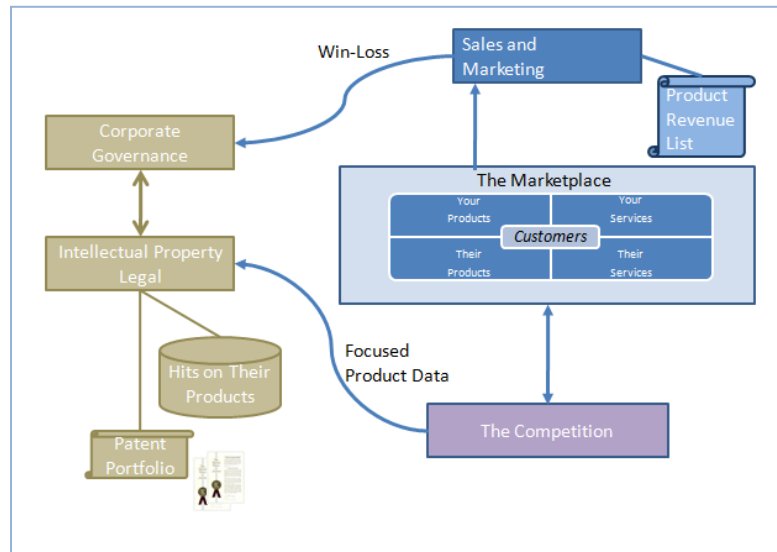 Win-Loss
Sales and
Marketing
Product
Revenue
List
Corporate
Governance
The Marketplace
Your
Products
Your
Services
Customers
Their
Products
Their
Services
Intellectual Property
Legal
Focused
Product Data
Hits on Their
Products
The Competition
Patent
Portfolio